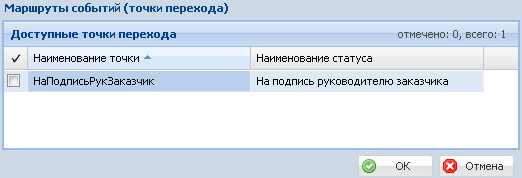 Маршруты событий (точки перехода)
Доступные точки перехода отмечено: 0, всего: 1
Наименование точки Наименование статуса
НаПодписьРукЗаказчик На подпись руководителю заказчика
OK Отмена